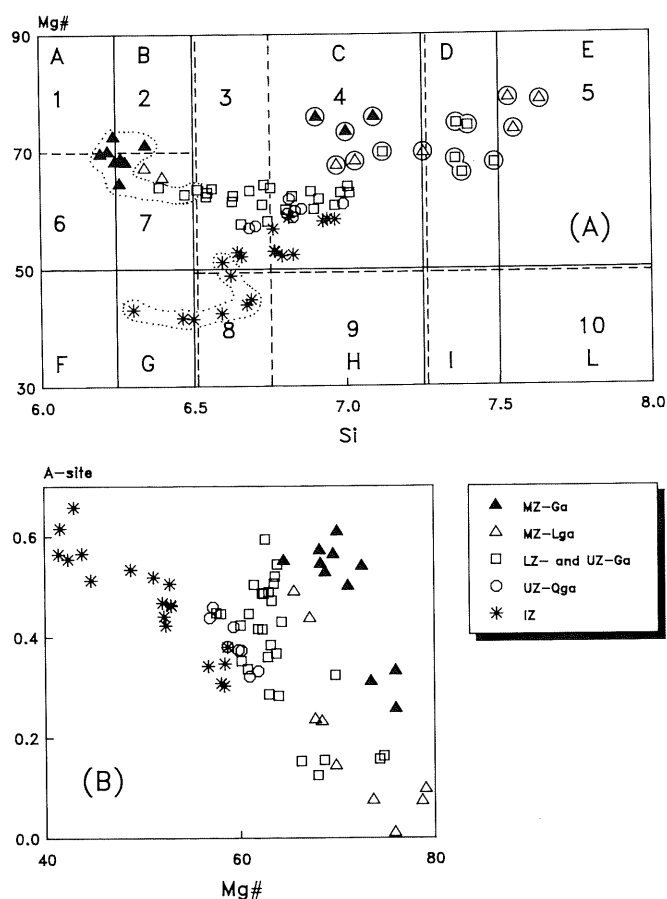 Mg#
90
A B C D E
1 2 3 4 5
70
6 7 (A)
50
8 9 10
F G H I L
30
6.0 6.5 7.0 7.5 8.0
Si
A-site
0.6
0.4
0.2
(B)
0.0
40 60 80
Mg#
MZ-Ga
MZ-Lga
LZ- and UZ-Ga
UZ-Qga
IZ